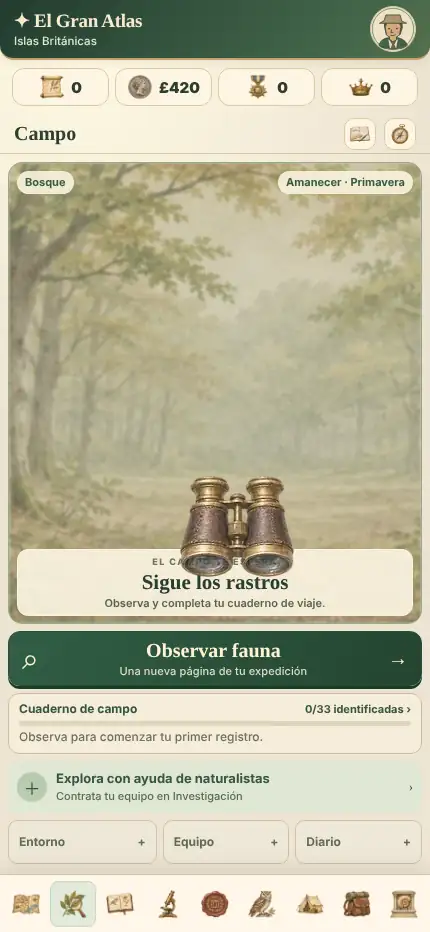 ✦ El Gran Atlas
Islas Británicas
0
£420
0
0
Campo
Bosque
Amanecer · Primavera
EL
Sigue los rastros
Observa y completa tu cuaderno de viaje.
Observar fauna →
Una nueva página de tu expedición
Cuaderno de campo
0/33 identificadas ›
Observa para comenzar tu primer registro.
+ Explora con ayuda de naturalistas ›
Contrata tu equipo en Investigación
Entorno +
Equipo +
Diario +